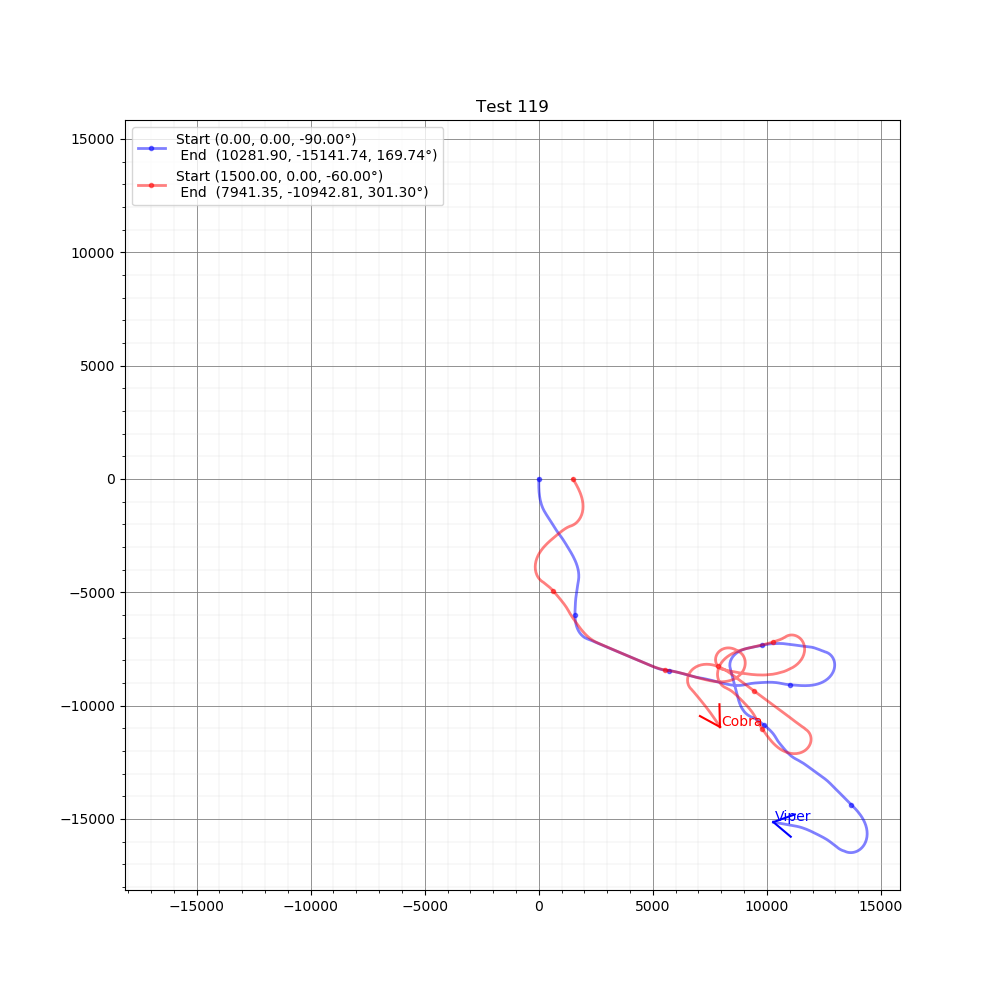 Test 119
Start (0.00, 0.00, -90.00°)
End  (10281.90, -15141.74, 169.74°)
Start (1500.00, 0.00, -60.00°)
End  (7941.35, -10942.81, 301.30°)
15000
10000
5000
0
−5000
−10000
−15000
Cobra
Viper
−15000 −10000 −5000 0 5000 10000 15000